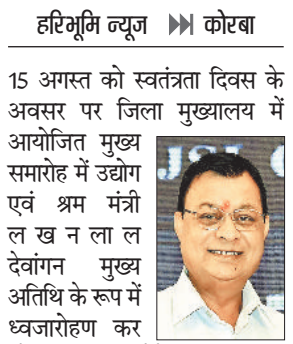 हरिभूमि न्यूज ▶▶| कोरबा
15 अगस्त को स्वतंत्रता दिवस के
अवसर पर जिला मुख्यालय में
आयोजित मुख्य
समारोह में उद्योग
एवं श्रम मंत्री
ल ख न ला ल
देवांगन मुख्य
अतिथि के रूप में
ध्वजारोहण कर